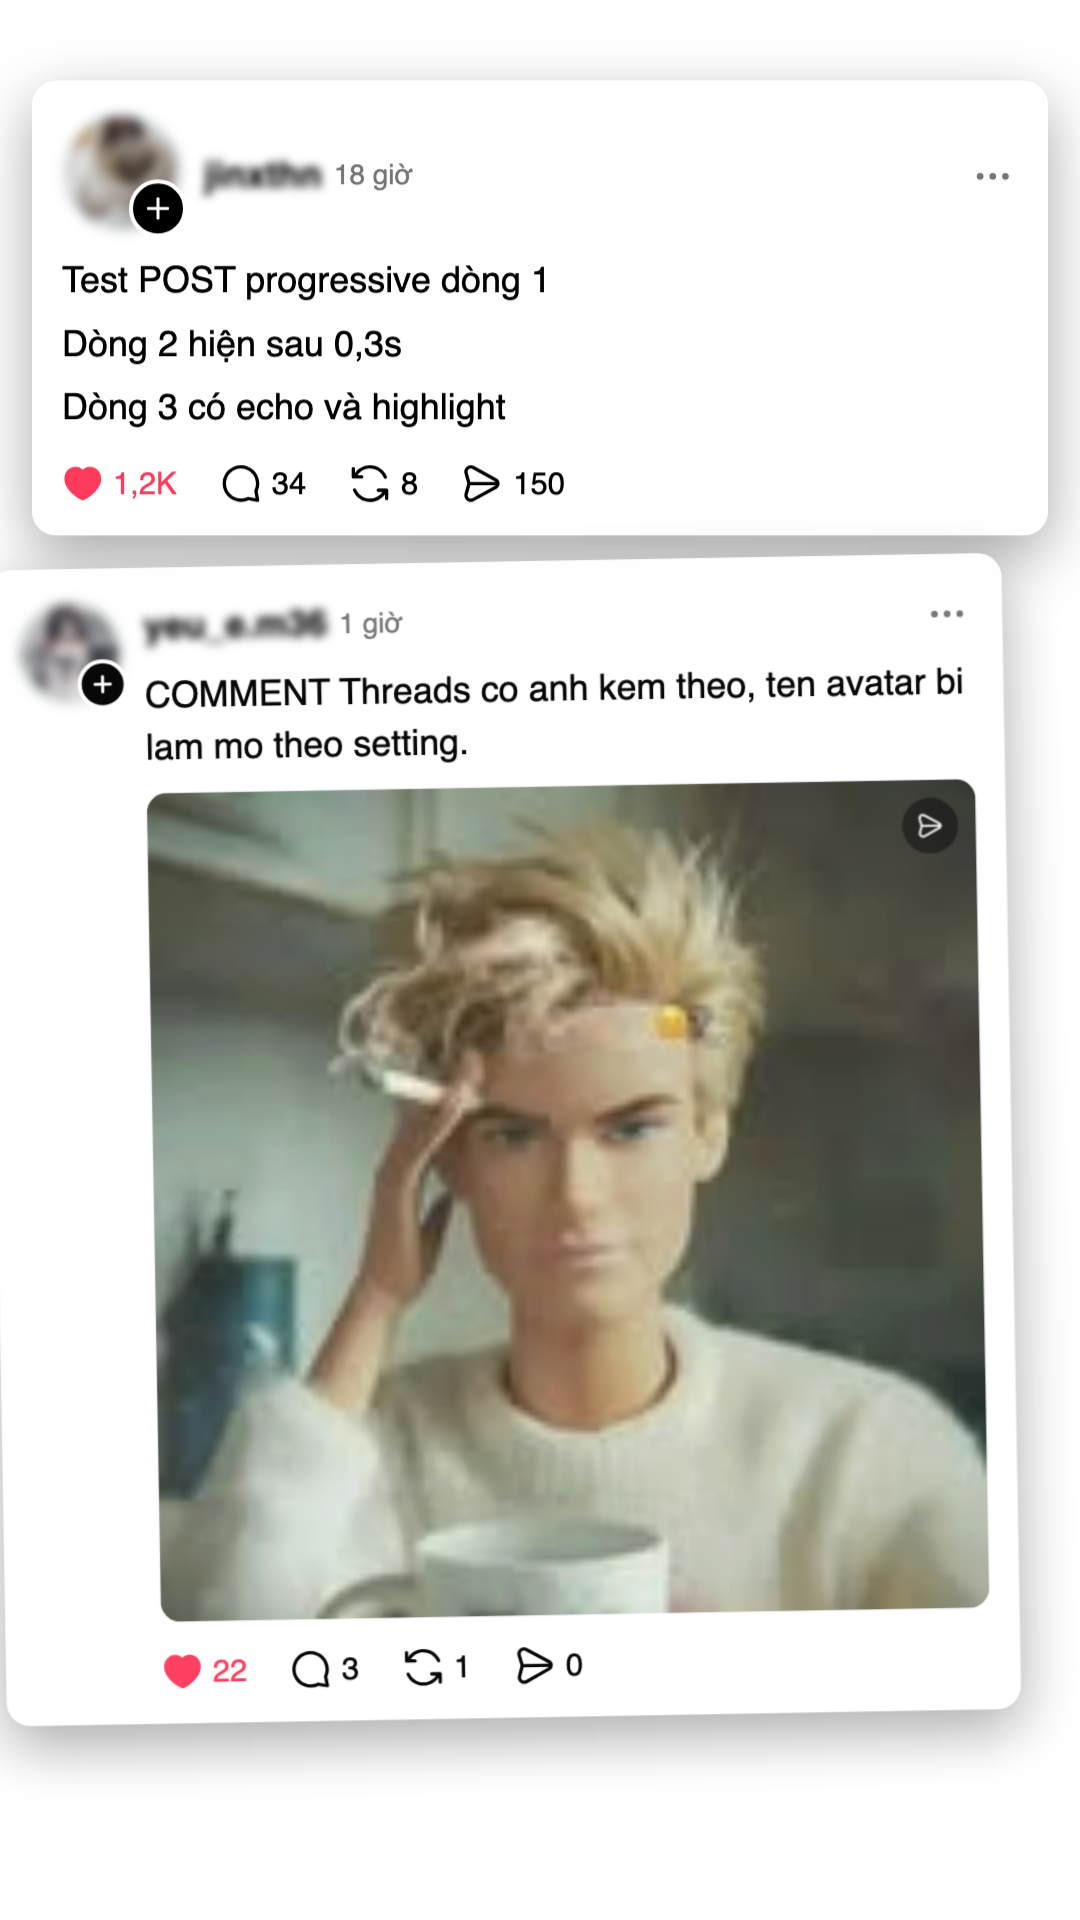 18 giờ
Test POST progressive dòng 1
Dòng 2 hiện sau 0,3s
Dòng 3 có echo và highlight
1,2K 34 8 150
1 giờ
COMMENT Threads co anh kem theo, ten avatar bi
lam mo theo setting.
22 3 1 0